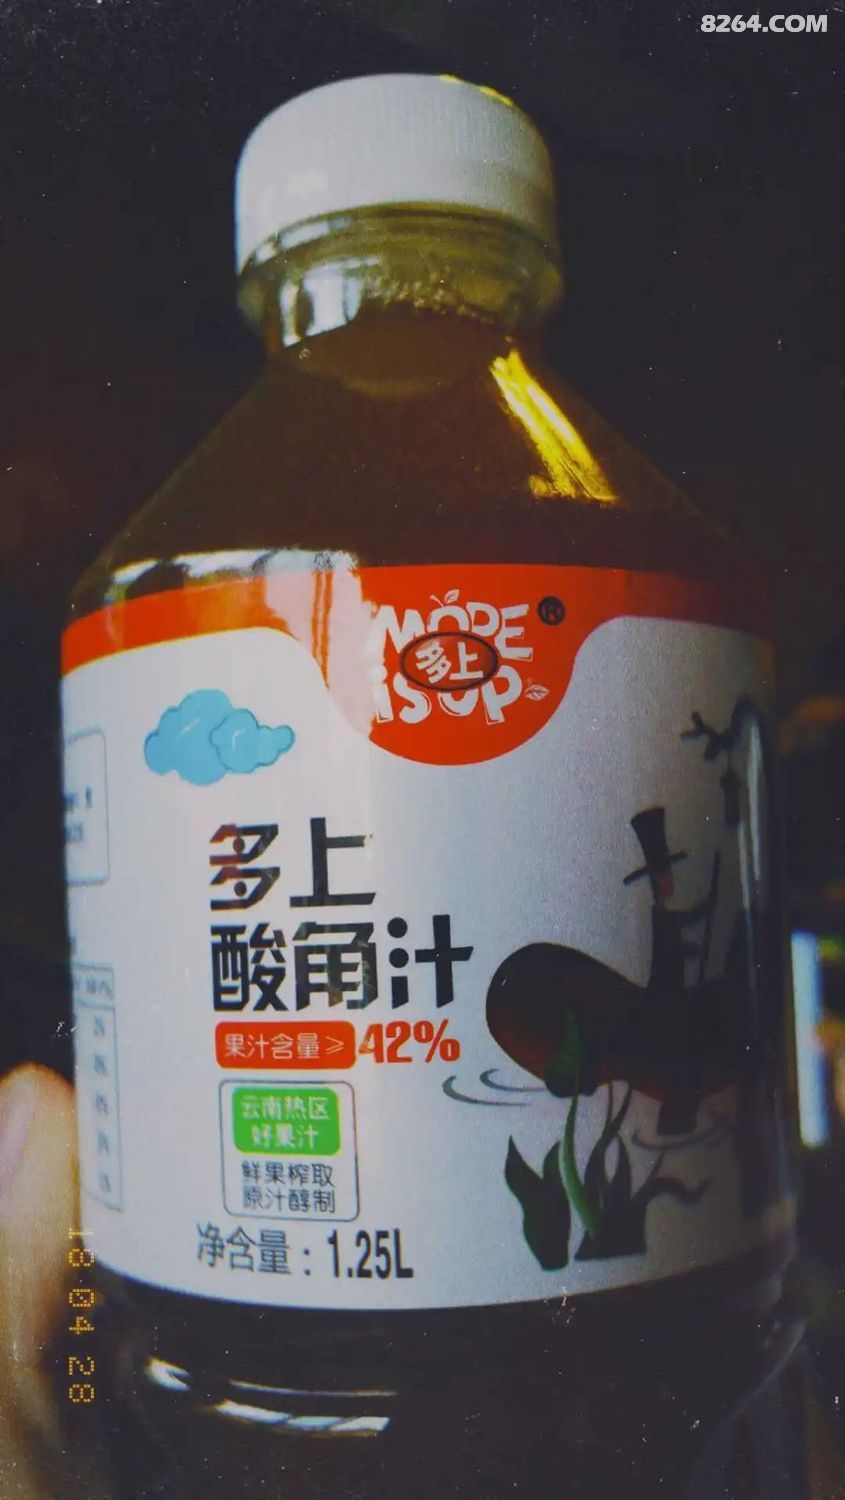 8264.COM
MORE
®
多上
is UP
多上
酸角汁
果汁含量≥42%
云南热区
好果汁
鲜果榨取
原汁醇制
净含量：1.25L
18 04 28